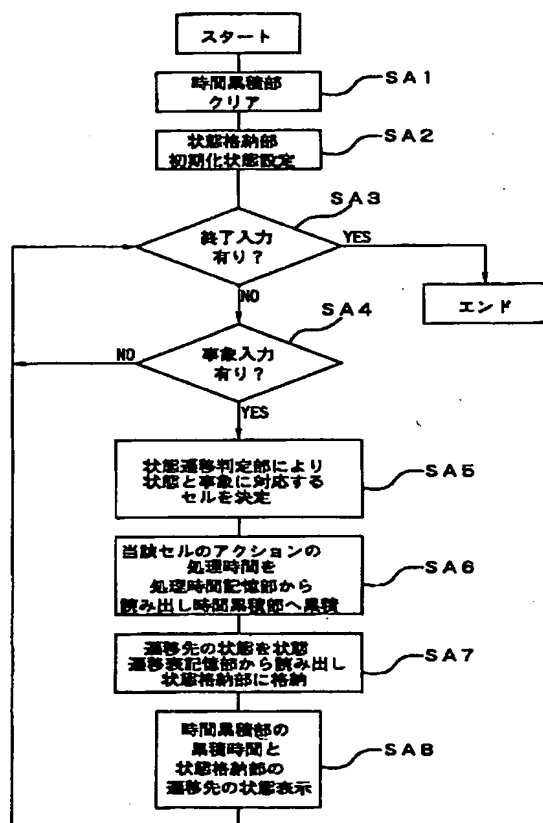 スタート
時間累積部
クリア
SA1
状態格納部
初期化状態設定
SA2
SA3
終了入力
有り？
YES
エンド
NO
SA4
事象入力
有り？
NO
YES
状態遷移判定部により
状態と事象に対応する
セルを決定
SA5
当該セルのアクションの
処理時間を
処理時間記憶部から
読み出し時間累積部へ累積
SA6
遷移先の状態を状態
遷移表記憶部から読み出し
状態格納部に格納
SA7
時間累積部の
累積時間と
状態格納部の
遷移先の状態表示
SA8